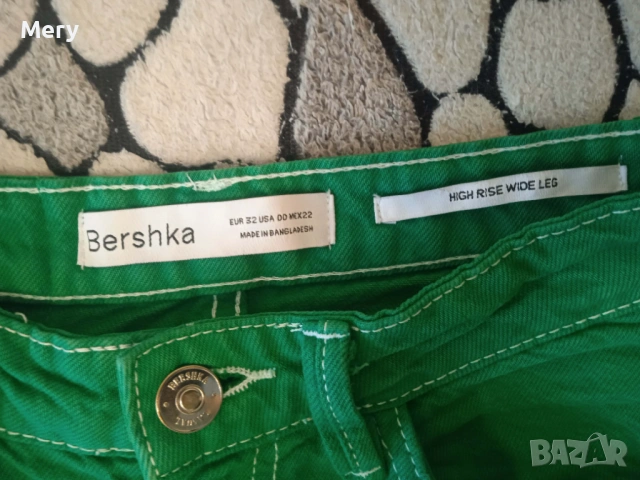 Mery
Bershka
EUR 32 USA 00 MEX 22
MADE IN BANGLADESH
HIGH RISE WIDE LEG
BERSHKA
BAZAR